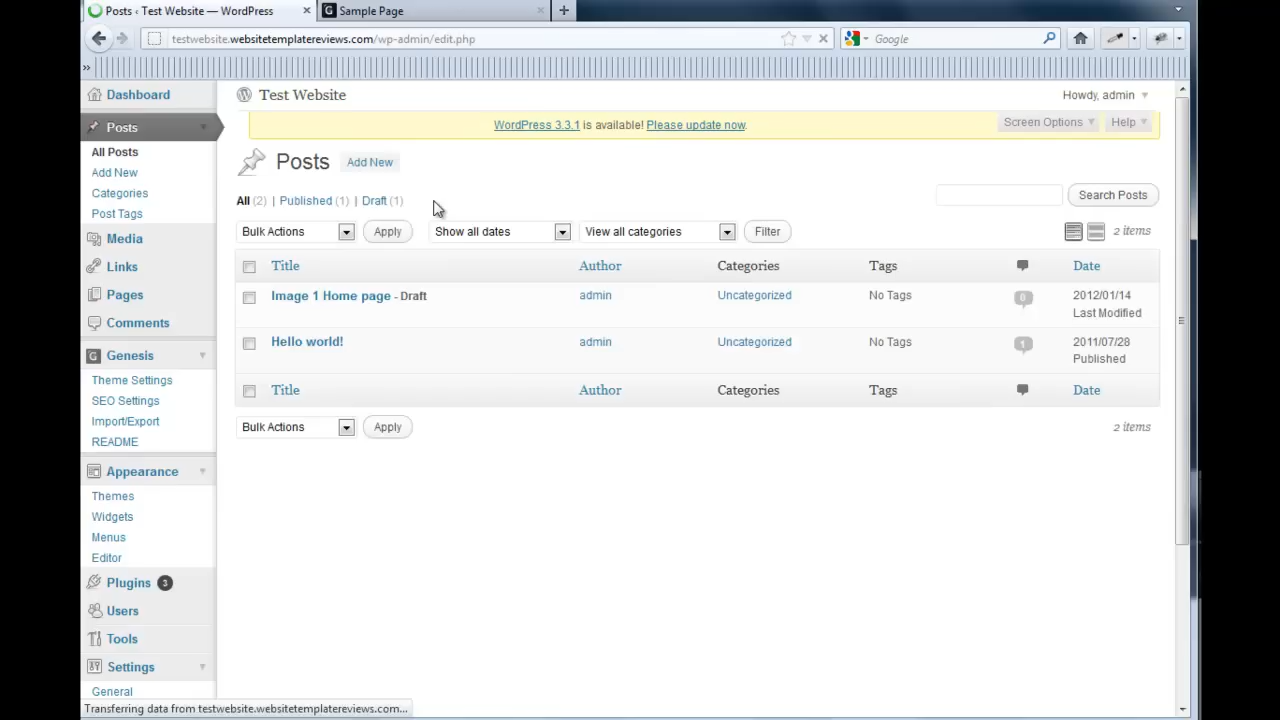 Posts ‹ Test Website — WordPress × Sample Page × +
testwebsite.websitetemplatereviews.com/wp-admin/edit.php Google
»
Dashboard
Posts
All Posts
Add New
Categories
Post Tags
Media
Links
Pages
Comments
Genesis
Theme Settings
SEO Settings
Import/Export
README
Appearance
Themes
Widgets
Menus
Editor
Plugins 3
Users
Tools
Settings
General
Test Website Howdy, admin
WordPress 3.3.1 is available! Please update now. Screen Options Help
Posts Add New
All (2) | Published (1) | Draft (1) Search Posts
Bulk Actions Apply Show all dates View all categories Filter 2 items
Title Author Categories Tags Date
Image 1 Home page - Draft admin Uncategorized No Tags 0 2012/01/14
Last Modified
Hello world! admin Uncategorized No Tags 1 2011/07/28
Published
Title Author Categories Tags Date
Bulk Actions Apply 2 items
Transferring data from testwebsite.websitetemplatereviews.com...